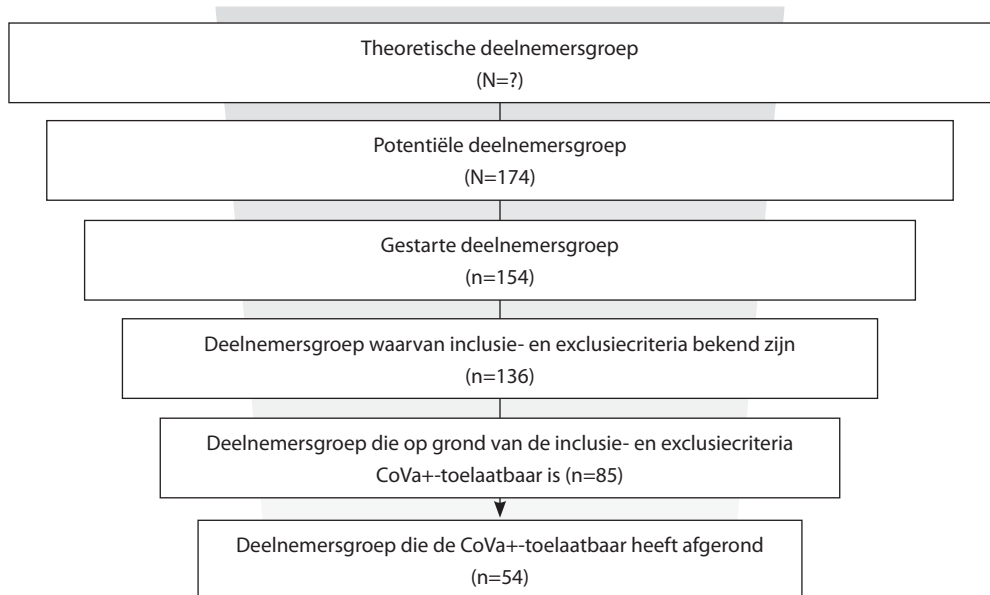 Theoretische deelnemersgroep
(N=?)
Potentiële deelnemersgroep
(N=174)
Gestarte deelnemersgroep
(n=154)
Deelnemersgroep waarvan inclusie- en exclusiecriteria bekend zijn
(n=136)
Deelnemersgroep die op grond van de inclusie- en exclusiecriteria
CoVa+-toelaatbaar is (n=85)
Deelnemersgroep die de CoVa+-toelaatbaar heeft afgerond
(n=54)